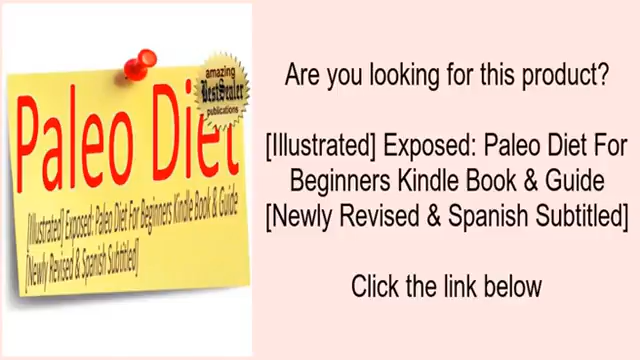 amazing
BestSeller
publications
Paleo Diet
[Illustrated] Exposed: Paleo Diet For Beginners Kindle Book & Guide
[Newly Revised & Spanish Subtitled]
Are you looking for this product?
[Illustrated] Exposed: Paleo Diet For
Beginners Kindle Book & Guide
[Newly Revised & Spanish Subtitled]
Click the link below